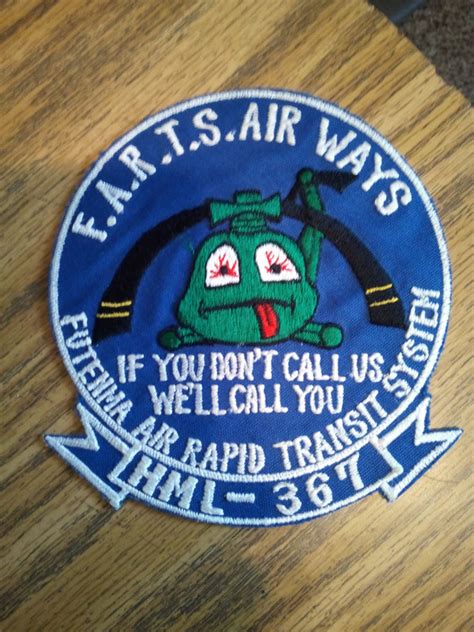 F.A.R.T.S. AIR WAYS
IF YOU DON'T CALL US
WE'LL CALL YOU
FUTENMA AIR RAPID TRANSIT SYSTEM
HML-367